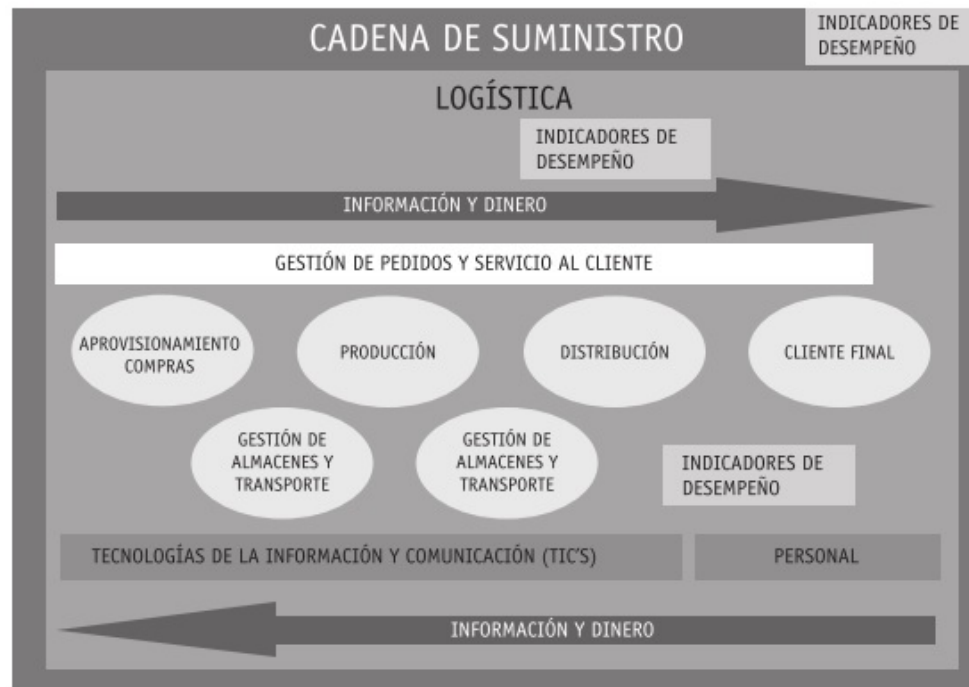 CADENA DE SUMINISTRO
INDICADORES DE
DESEMPEÑO
LOGÍSTICA
INDICADORES DE
DESEMPEÑO
INFORMACIÓN Y DINERO
GESTIÓN DE PEDIDOS Y SERVICIO AL CLIENTE
APROVISIONAMIENTO
COMPRAS
PRODUCCIÓN
DISTRIBUCIÓN
CLIENTE FINAL
GESTIÓN DE
ALMACENES Y
TRANSPORTE
GESTIÓN DE
ALMACENES Y
TRANSPORTE
INDICADORES DE
DESEMPEÑO
TECNOLOGÍAS DE LA INFORMACIÓN Y COMUNICACIÓN (TIC'S)
PERSONAL
INFORMACIÓN Y DINERO